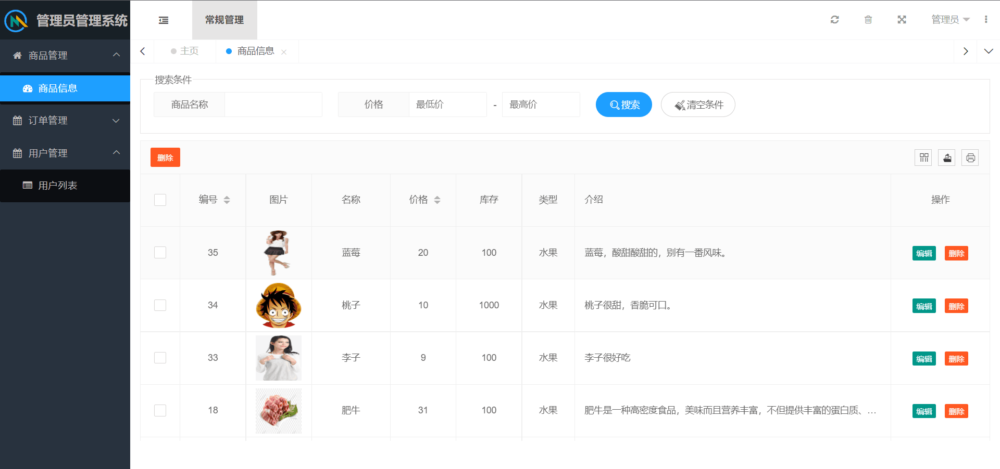 管理员管理系统
常规管理
管理员
商品管理
商品信息
订单管理
用户管理
用户列表
主页
商品信息
搜索条件
商品名称
价格 最低价 - 最高价
搜索
清空条件
删除
编号 图片 名称 价格 库存 类型 介绍 操作
35 蓝莓 20 100 水果 蓝莓，酸甜酸甜的，别有一番风味。 编辑 删除
34 桃子 10 1000 水果 桃子很甜，香脆可口。 编辑 删除
33 李子 9 100 水果 李子很好吃 编辑 删除
18 肥牛 31 100 水果 肥牛是一种高密度食品，美味而且营养丰富，不但提供丰富的蛋白质、… 编辑 删除